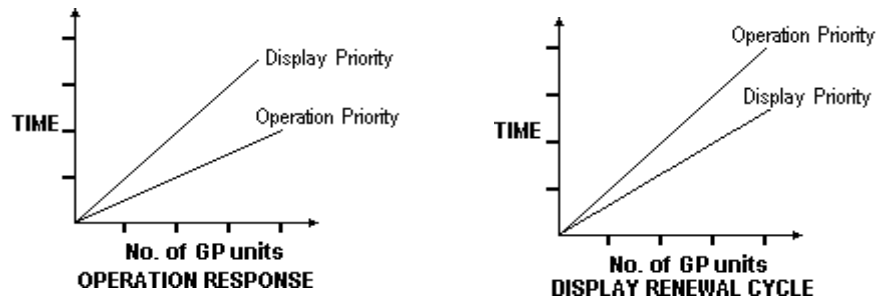 Display Priority
Operation Priority
TIME
No. of GP units
OPERATION RESPONSE
Operation Priority
Display Priority
TIME
No. of GP units
DISPLAY RENEWAL CYCLE